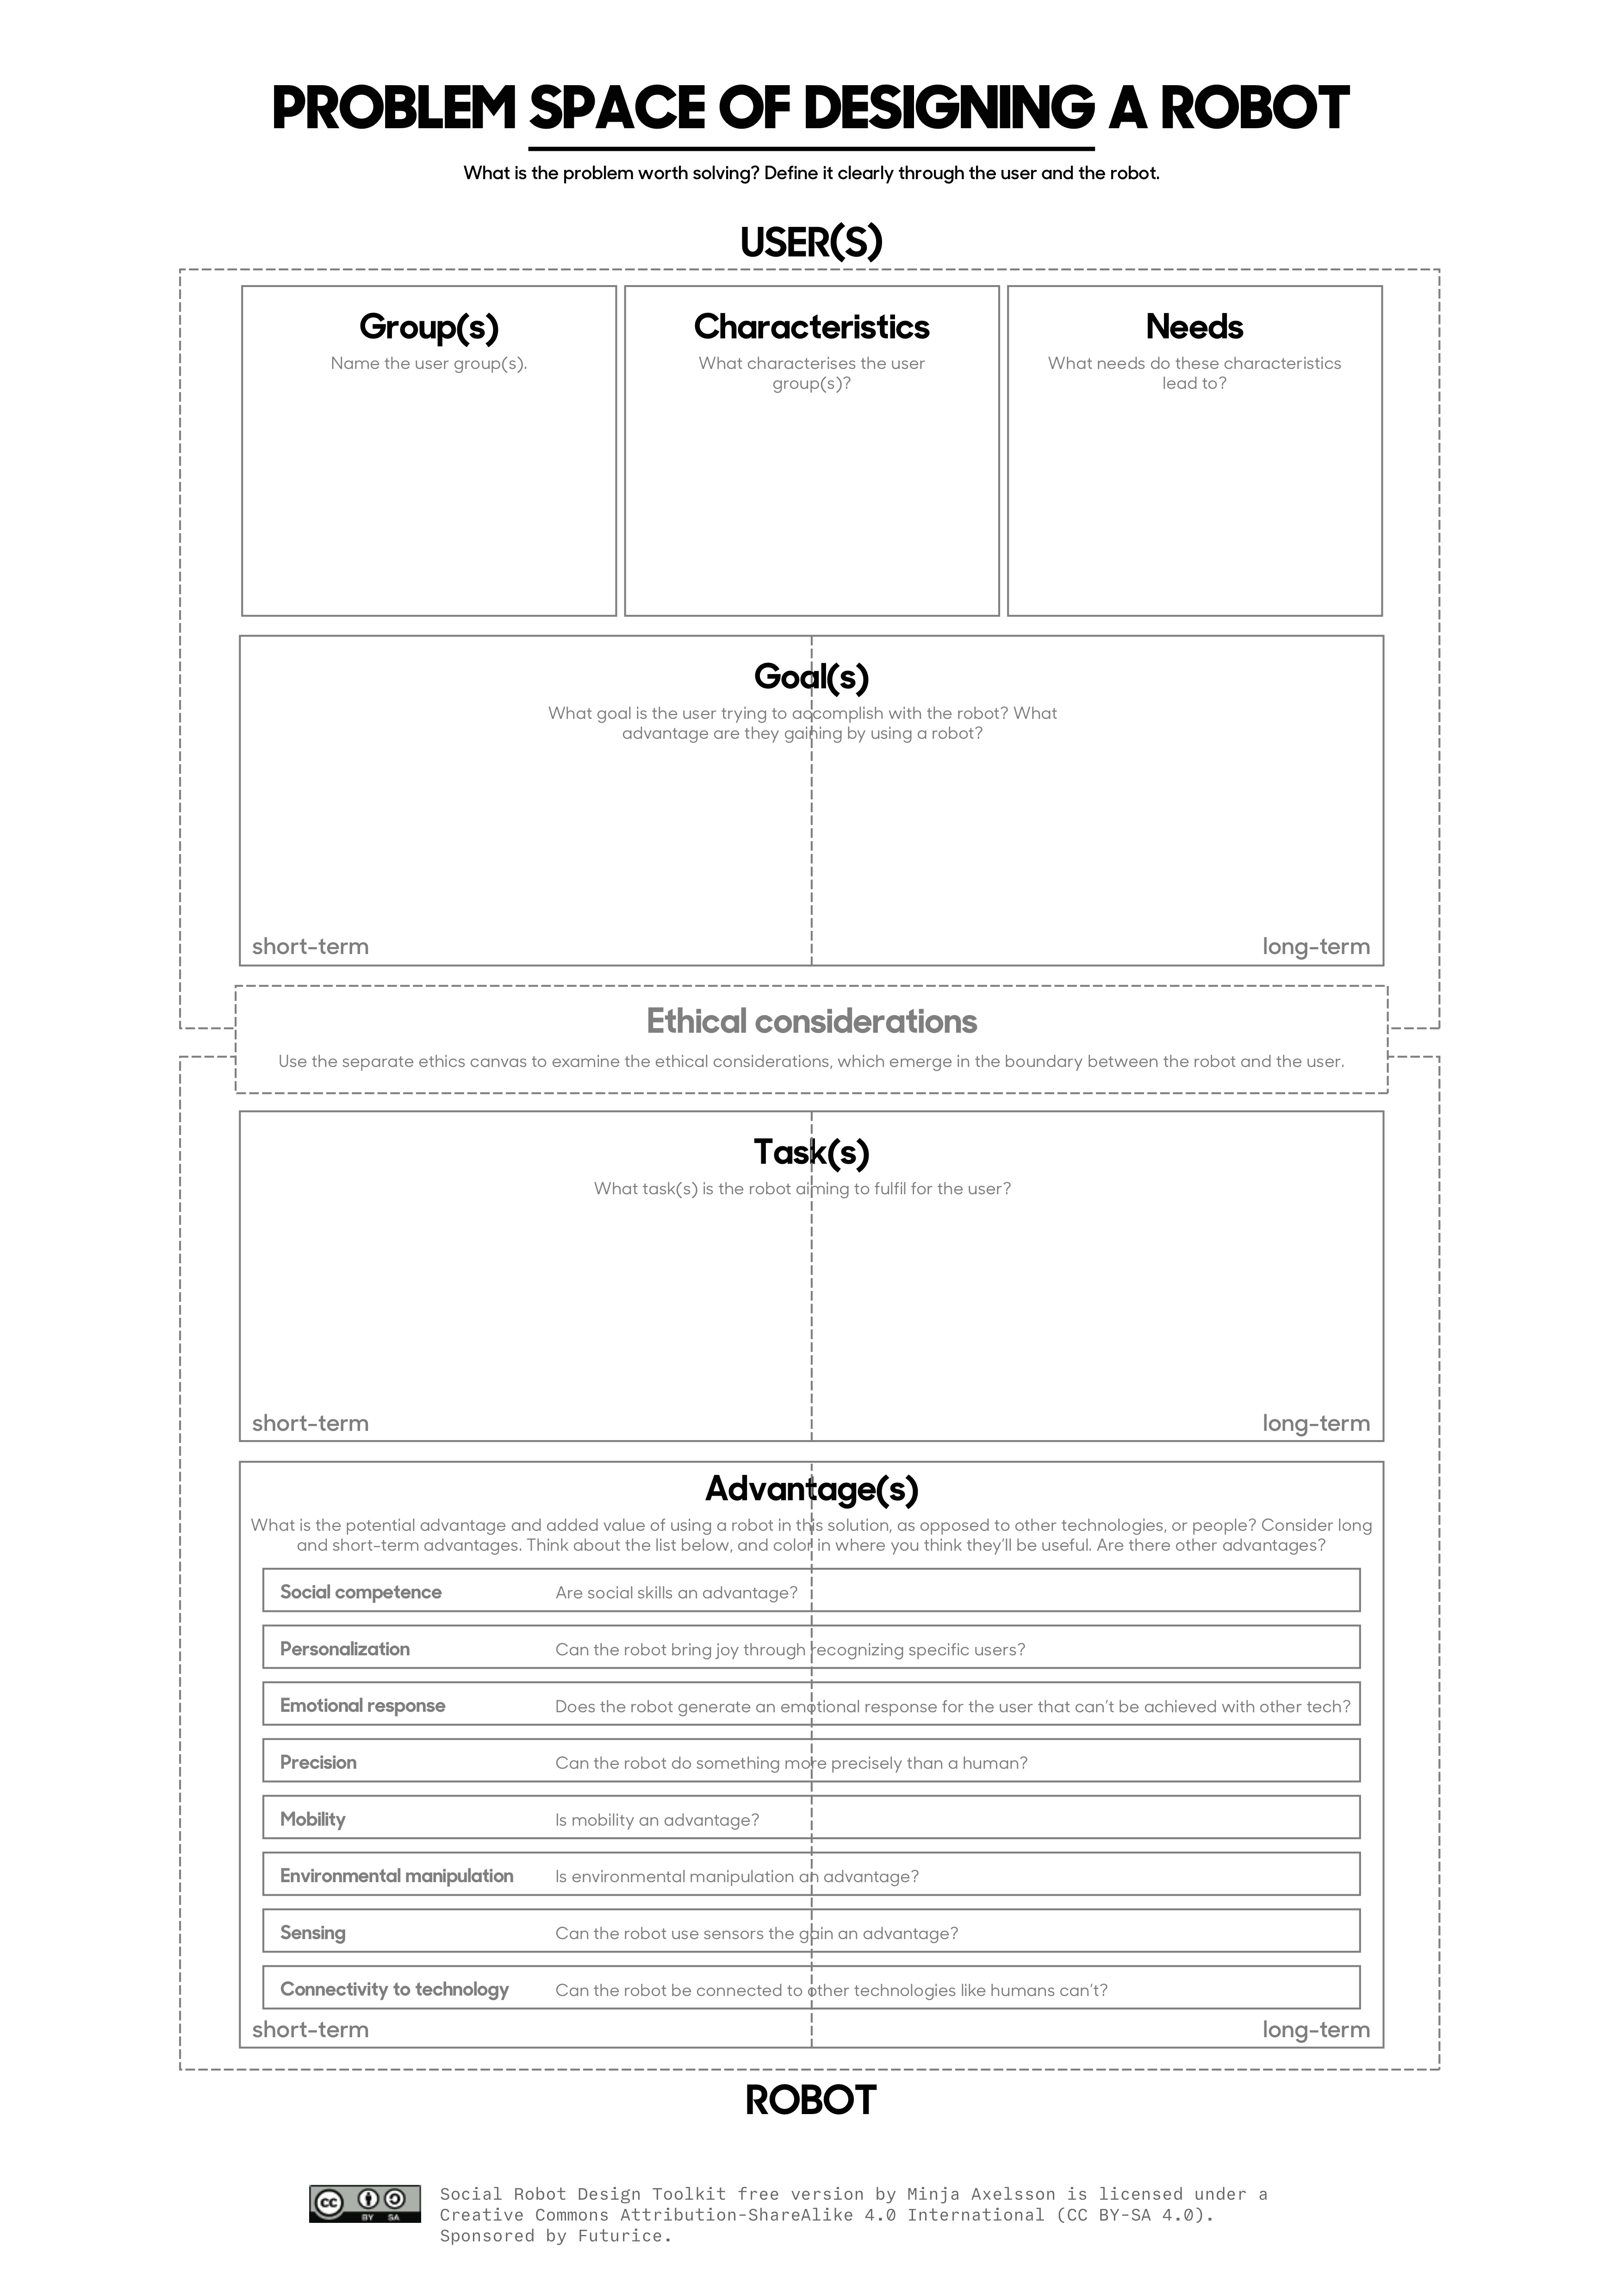 PROBLEM SPACE OF DESIGNING A ROBOT
What is the problem worth solving? Define it clearly through the user and the robot.
USER(S)
Group(s)
Name the user group(s).
Characteristics
What characterises the user
group(s)?
Needs
What needs do these characteristics
lead to?
Goal(s)
What goal is the user trying to accomplish with the robot? What
advantage are they gaining by using a robot?
short-term
long-term
Ethical considerations
Use the separate ethics canvas to examine the ethical considerations, which emerge in the boundary between the robot and the user.
Task(s)
What task(s) is the robot aiming to fulfil for the user?
short-term
long-term
Advantage(s)
What is the potential advantage and added value of using a robot in this solution, as opposed to other technologies, or people? Consider long
and short-term advantages. Think about the list below, and color in where you think they'll be useful. Are there other advantages?
Social competence Are social skills an advantage?
Personalization Can the robot bring joy through recognizing specific users?
Emotional response Does the robot generate an emotional response for the user that can't be achieved with other tech?
Precision Can the robot do something more precisely than a human?
Mobility Is mobility an advantage?
Environmental manipulation Is environmental manipulation an advantage?
Sensing Can the robot use sensors the gain an advantage?
Connectivity to technology Can the robot be connected to other technologies like humans can't?
short-term
long-term
ROBOT
cc BY SA
Social Robot Design Toolkit free version by Minja Axelsson is licensed under a
Creative Commons Attribution-ShareAlike 4.0 International (CC BY-SA 4.0).
Sponsored by Futurice.